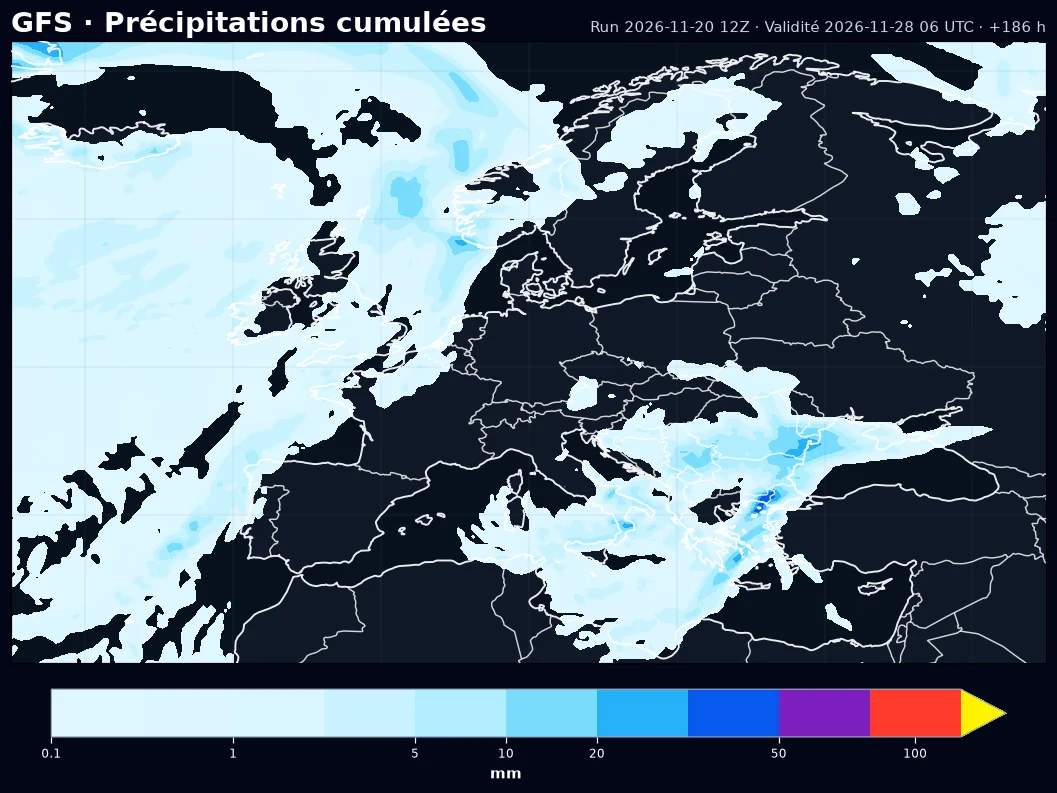 GFS · Précipitations cumulées
Run 2026-11-20 12Z · Validité 2026-11-28 06 UTC · +186 h
0.1 1 5 10 20 50 100
mm